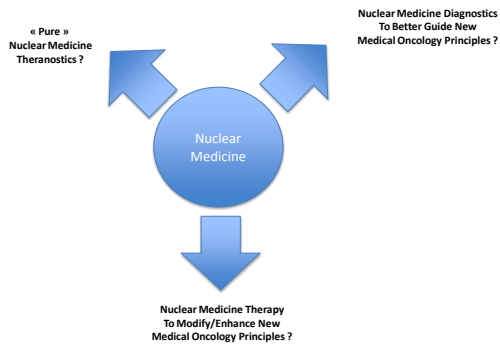 « Pure »
Nuclear Medicine
Theranostics ?
Nuclear Medicine Diagnostics
To Better Guide New
Medical Oncology Principles ?
Nuclear
Medicine
Nuclear Medicine Therapy
To Modify/Enhance New
Medical Oncology Principles ?